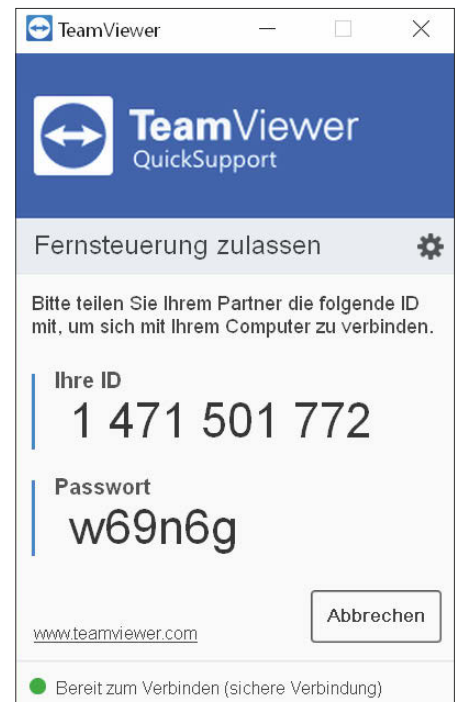 TeamViewer
TeamViewer
QuickSupport
Fernsteuerung zulassen
Bitte teilen Sie Ihrem Partner die folgende ID
mit, um sich mit Ihrem Computer zu verbinden.
Ihre ID
1 471 501 772
Passwort
w69n6g
Abbrechen
www.teamviewer.com
Bereit zum Verbinden (sichere Verbindung)